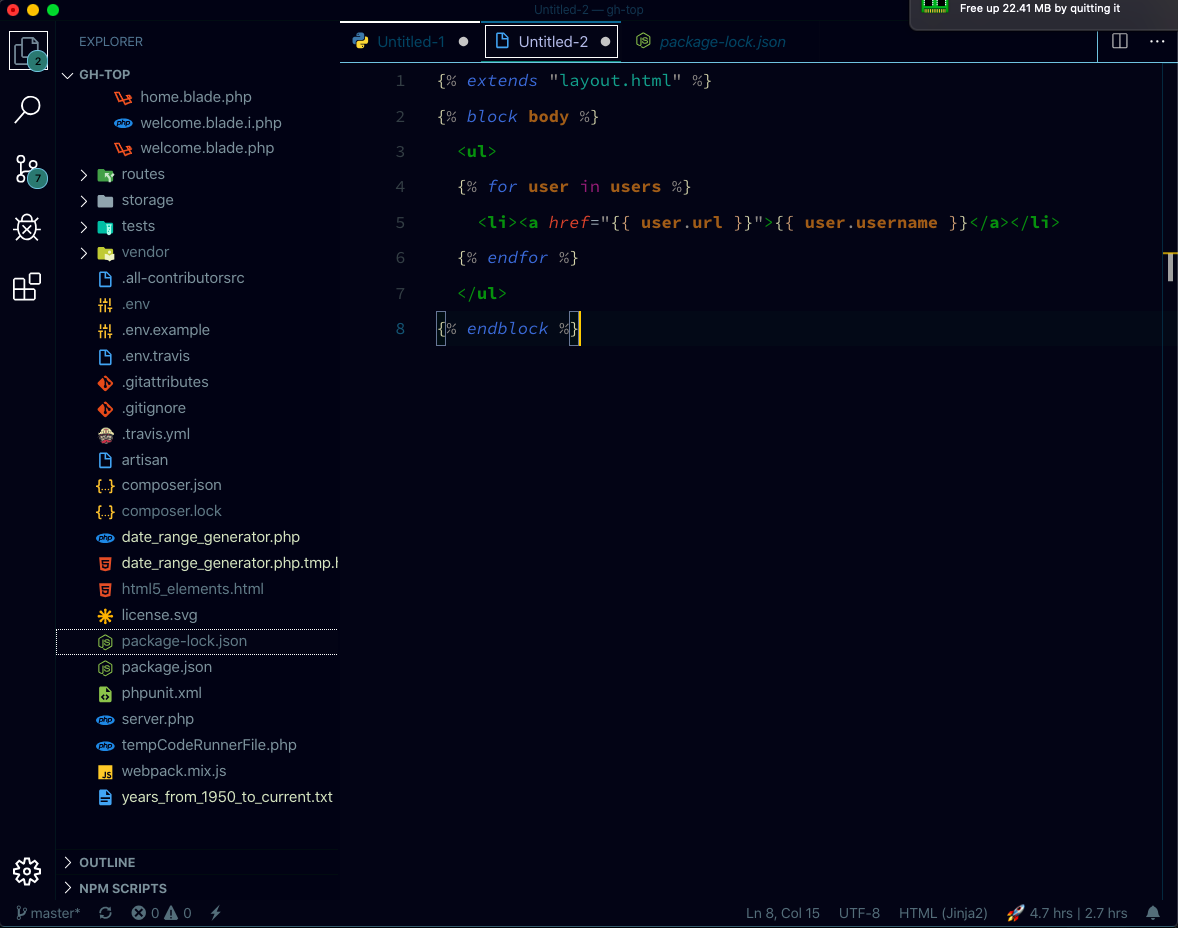 Untitled-2 — gh-top
Free up 22.41 MB by quitting it
2
EXPLORER
Untitled-1
Untitled-2
package-lock.json
GH-TOP
home.blade.php
welcome.blade.i.php
welcome.blade.php
7
routes
storage
tests
vendor
.all-contributorsrc
.env
.env.example
.env.travis
.gitattributes
.gitignore
.travis.yml
artisan
composer.json
composer.lock
date_range_generator.php
date_range_generator.php.tmp.h
html5_elements.html
license.svg
package-lock.json
package.json
phpunit.xml
server.php
tempCodeRunnerFile.php
webpack.mix.js
years_from_1950_to_current.txt
OUTLINE
NPM SCRIPTS
1 {% extends "layout.html" %}
2 {% block body %}
3 <ul>
4 {% for user in users %}
5 <li><a href="{{ user.url }}">{{ user.username }}</a></li>
6 {% endfor %}
7 </ul>
8 {% endblock %}
master* 0 0 Ln 8, Col 15 UTF-8 HTML (Jinja2) 4.7 hrs | 2.7 hrs